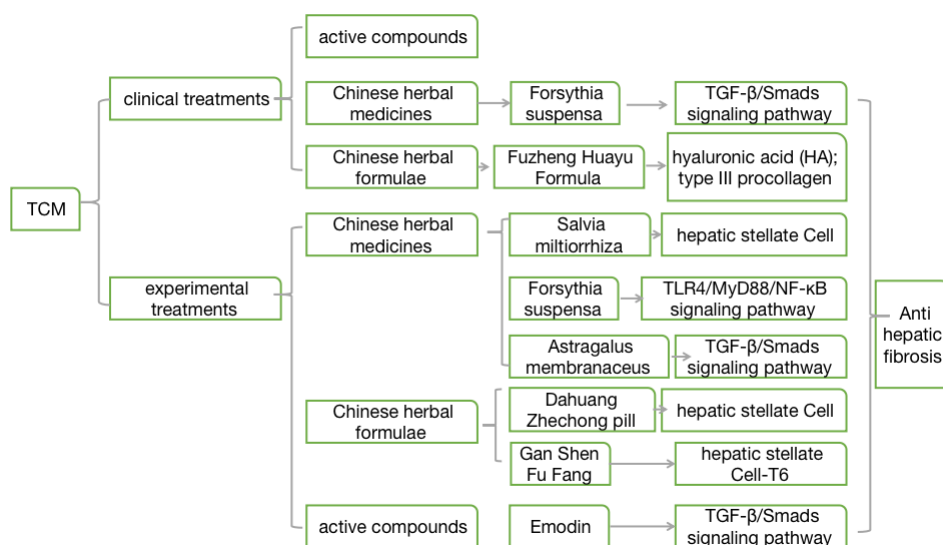 TCM
clinical treatments
active compounds
Chinese herbal
medicines
Forsythia
suspensa
TGF-β/Smads
signaling pathway
Chinese herbal
formulae
Fuzheng Huayu
Formula
hyaluronic acid (HA);
type III procollagen
experimental
treatments
Chinese herbal
medicines
Salvia
miltiorrhiza
hepatic stellate Cell
Forsythia
suspensa
TLR4/MyD88/NF-κB
signaling pathway
Astragalus
membranaceus
TGF-β/Smads
signaling pathway
Chinese herbal
formulae
Dahuang
Zhechong pill
hepatic stellate Cell
Gan Shen
Fu Fang
hepatic stellate
Cell-T6
active compounds
Emodin
TGF-β/Smads
signaling pathway
Anti
hepatic
fibrosis